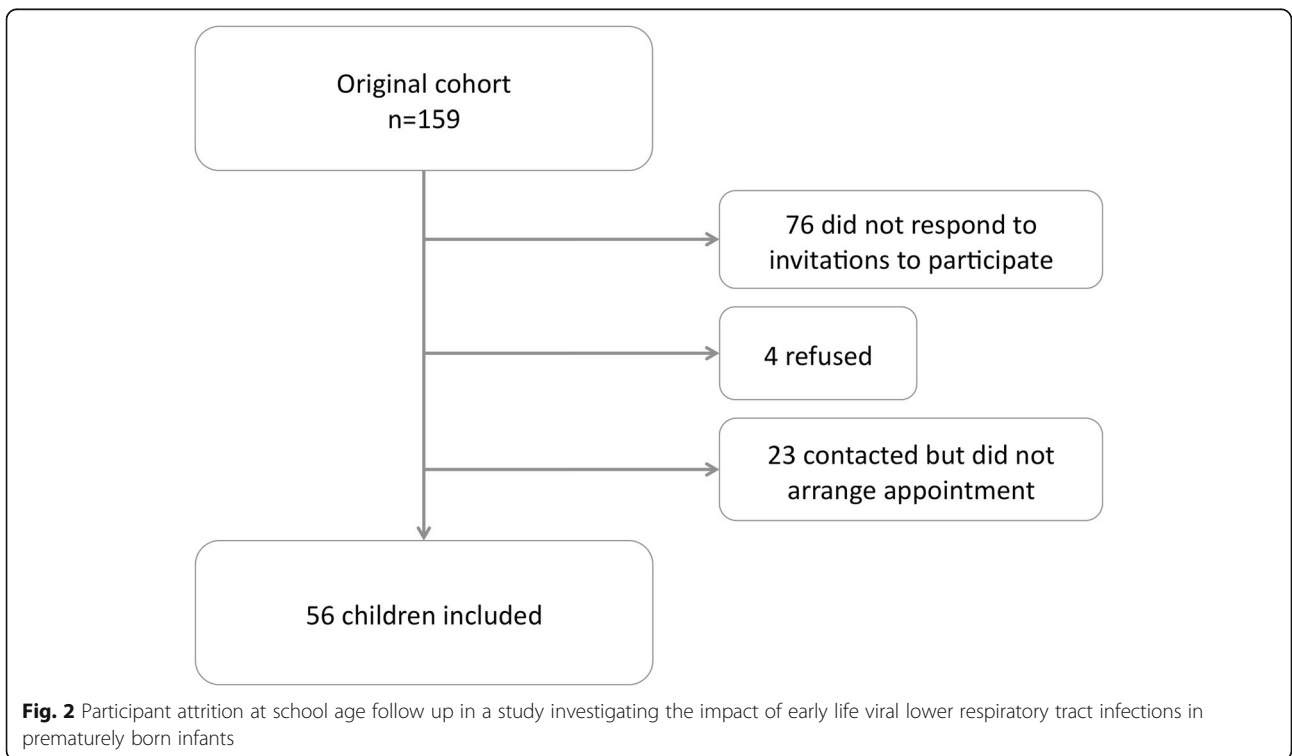 Original cohort
n=159
76 did not respond to
invitations to participate
4 refused
23 contacted but did not
arrange appointment
56 children included
Fig. 2 Participant attrition at school age follow up in a study investigating the impact of early life viral lower respiratory tract infections in
prematurely born infants